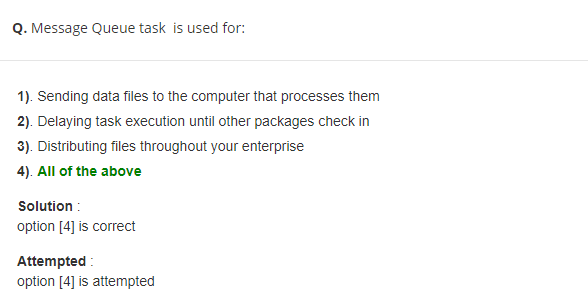 Q. Message Queue task is used for:
1). Sending data files to the computer that processes them
2). Delaying task execution until other packages check in
3). Distributing files throughout your enterprise
4). All of the above
Solution :
option [4] is correct
Attempted :
option [4] is attempted